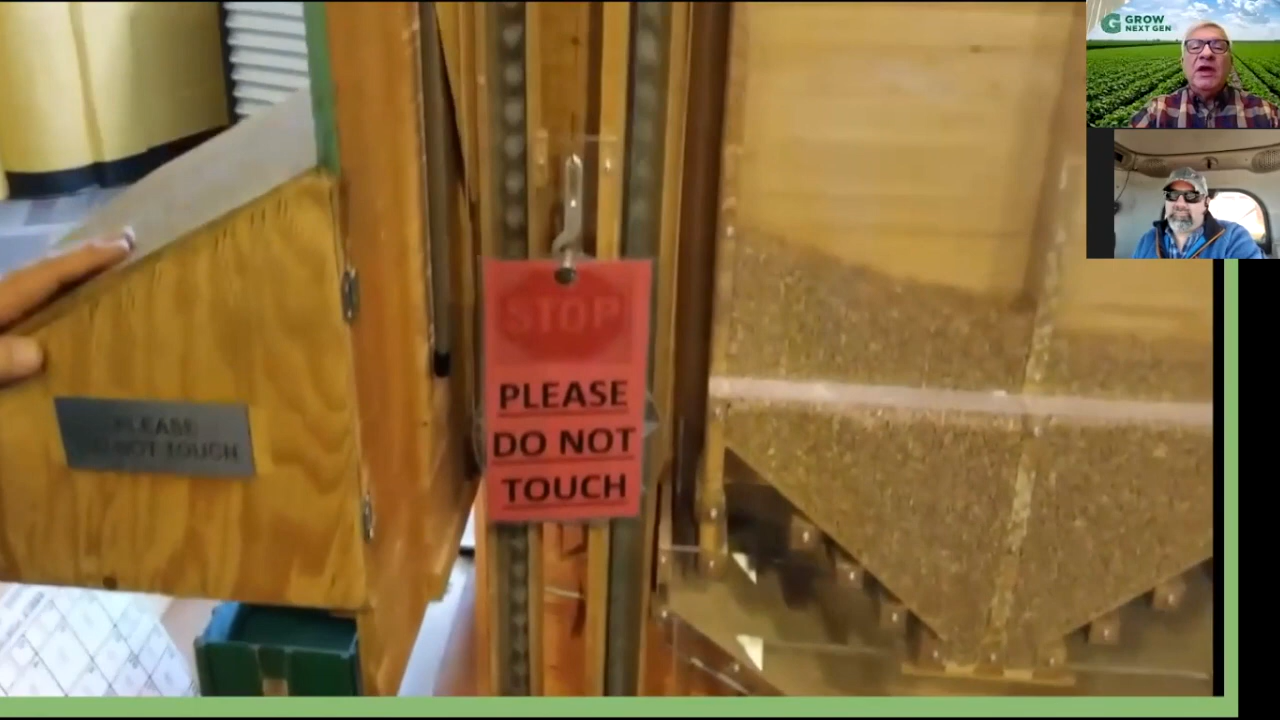 STOP
PLEASE
DO NOT
TOUCH
PLEASE
DO NOT TOUCH
G GROW
NEXT GEN